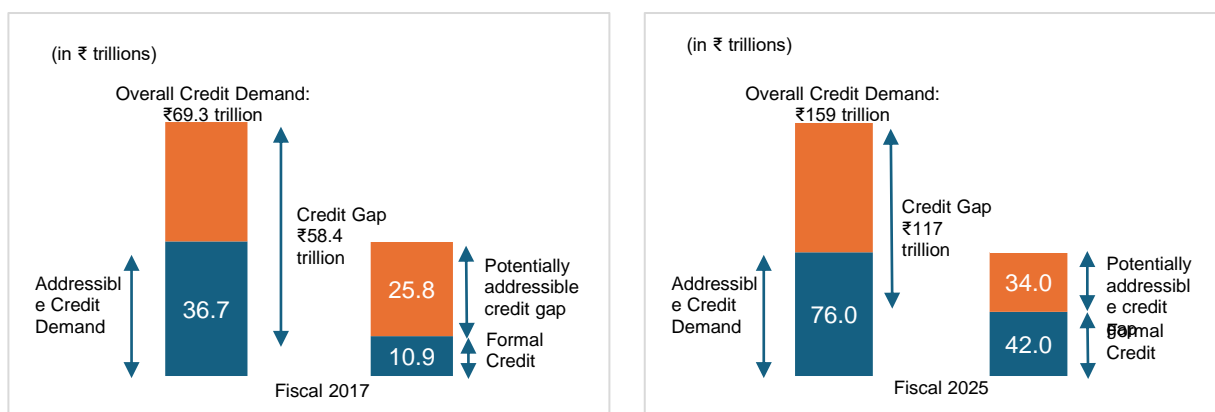 (in ₹ trillions)
Overall Credit Demand:
₹69.3 trillion
Credit Gap
₹58.4
trillion
Addressibl
e Credit
Demand
36.7
25.8
10.9
Potentially
addressible
credit gap
Formal
Credit
Fiscal 2017
(in ₹ trillions)
Overall Credit Demand:
₹159 trillion
Credit Gap
₹117
trillion
Addressibl
e Credit
Demand
76.0
34.0
42.0
Potentially
addressibl
e credit
gap
Formal
Credit
Fiscal 2025